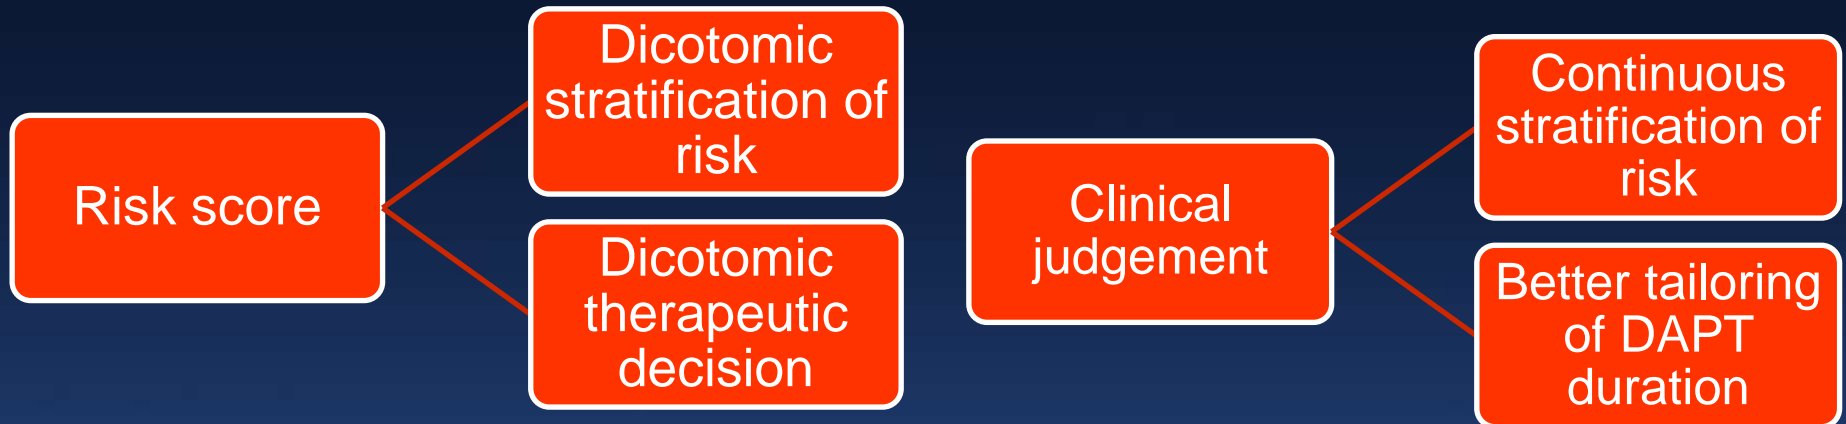 Risk score
Dicotomic
stratification of
risk
Dicotomic
therapeutic
decision
Clinical
judgement
Continuous
stratification of
risk
Better tailoring
of DAPT
duration